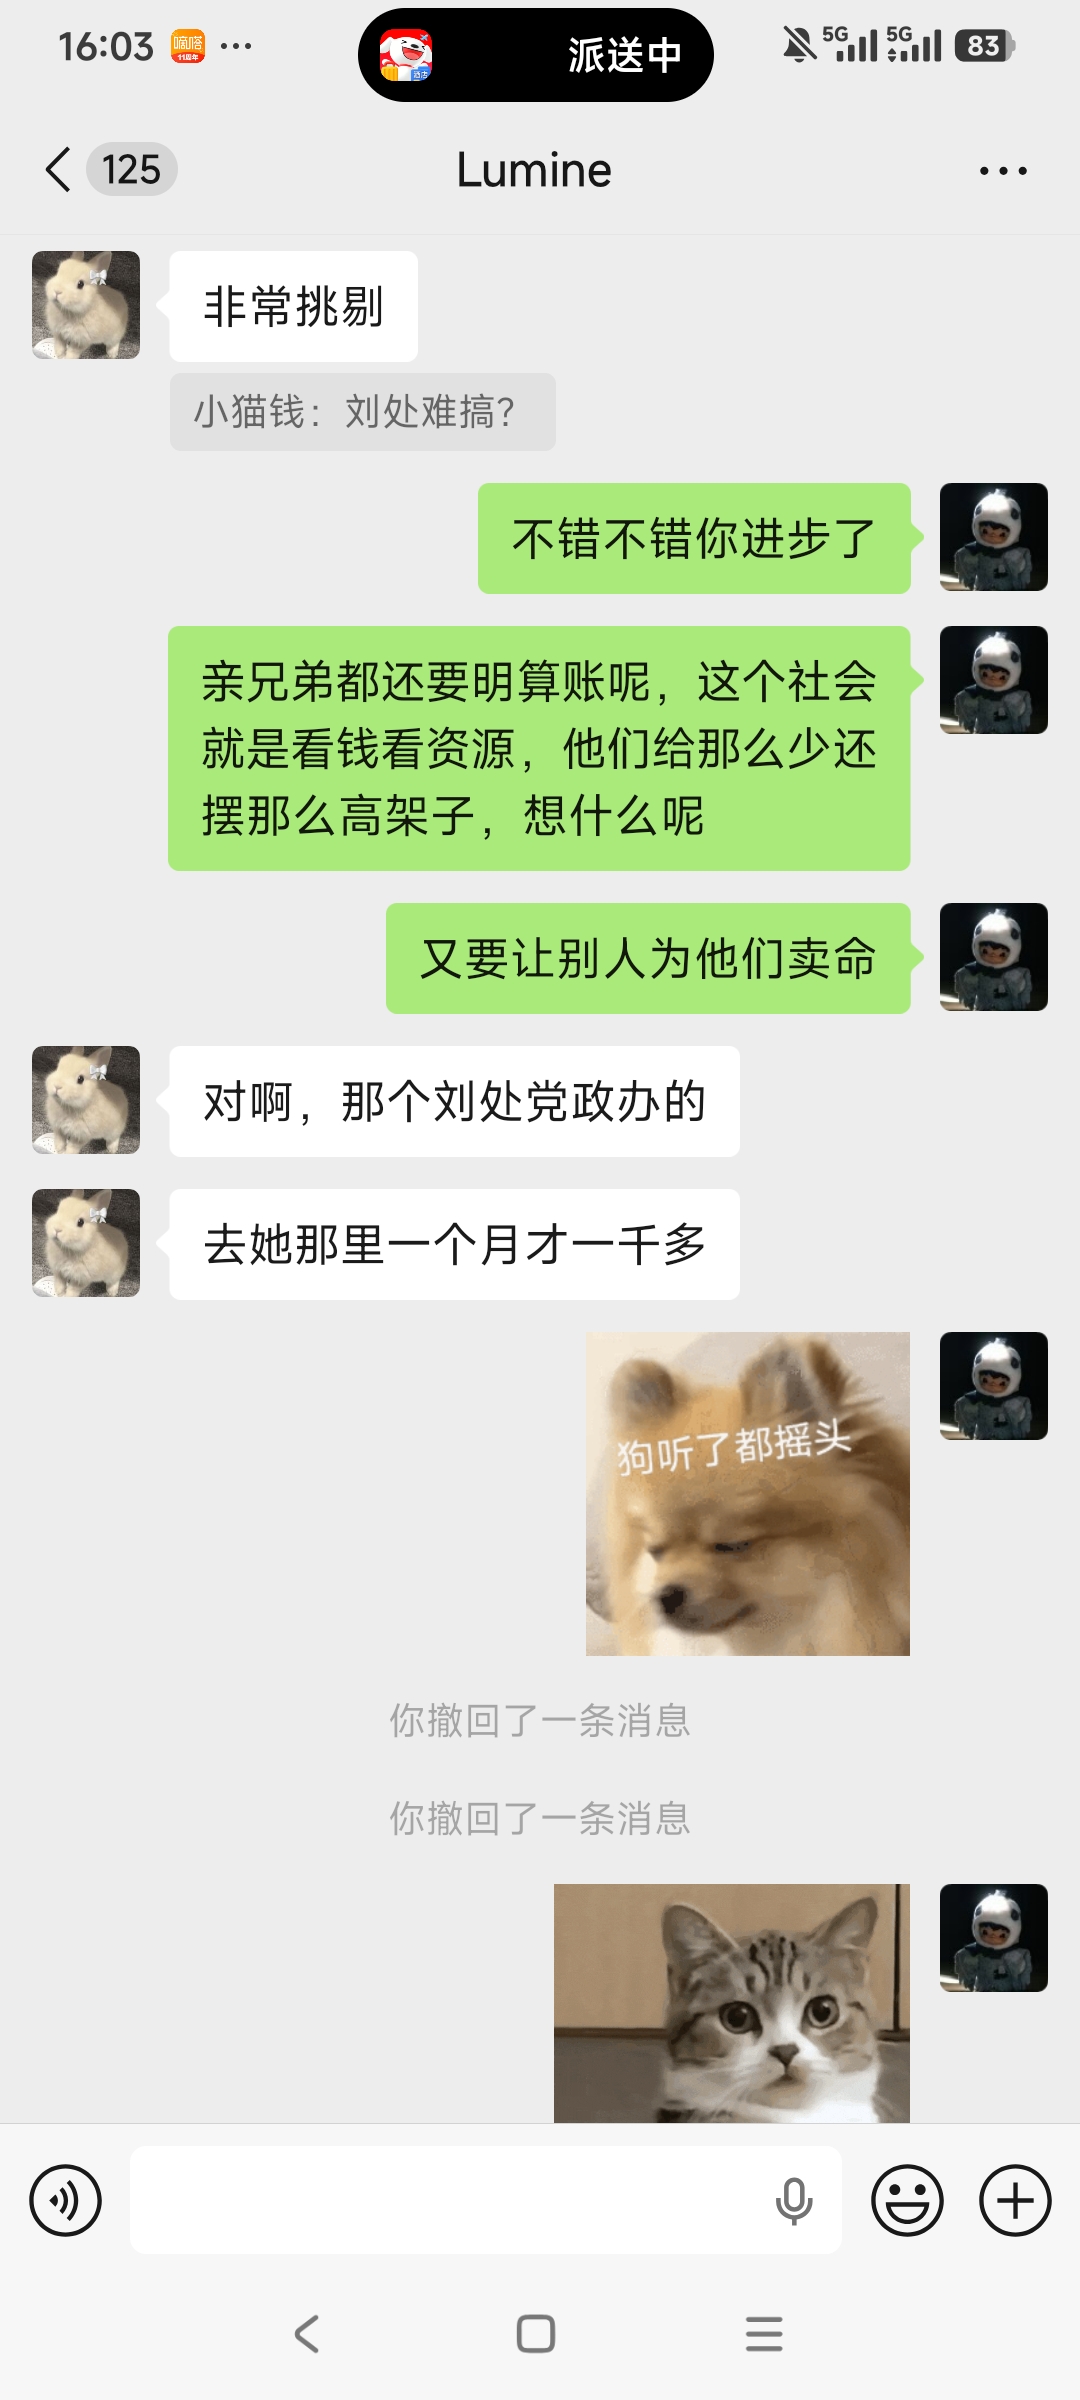 16:03
嘀嗒
11周年
派送中
5G
5G
83
125
Lumine
非常挑剔
小猫钱：刘处难搞？
不错不错你进步了
亲兄弟都还要明算账呢，这个社会
就是看钱看资源，他们给那么少还
摆那么高架子，想什么呢
又要让别人为他们卖命
对啊，那个刘处党政办的
去她那里一个月才一千多
狗听了都摇头
你撤回了一条消息
你撤回了一条消息